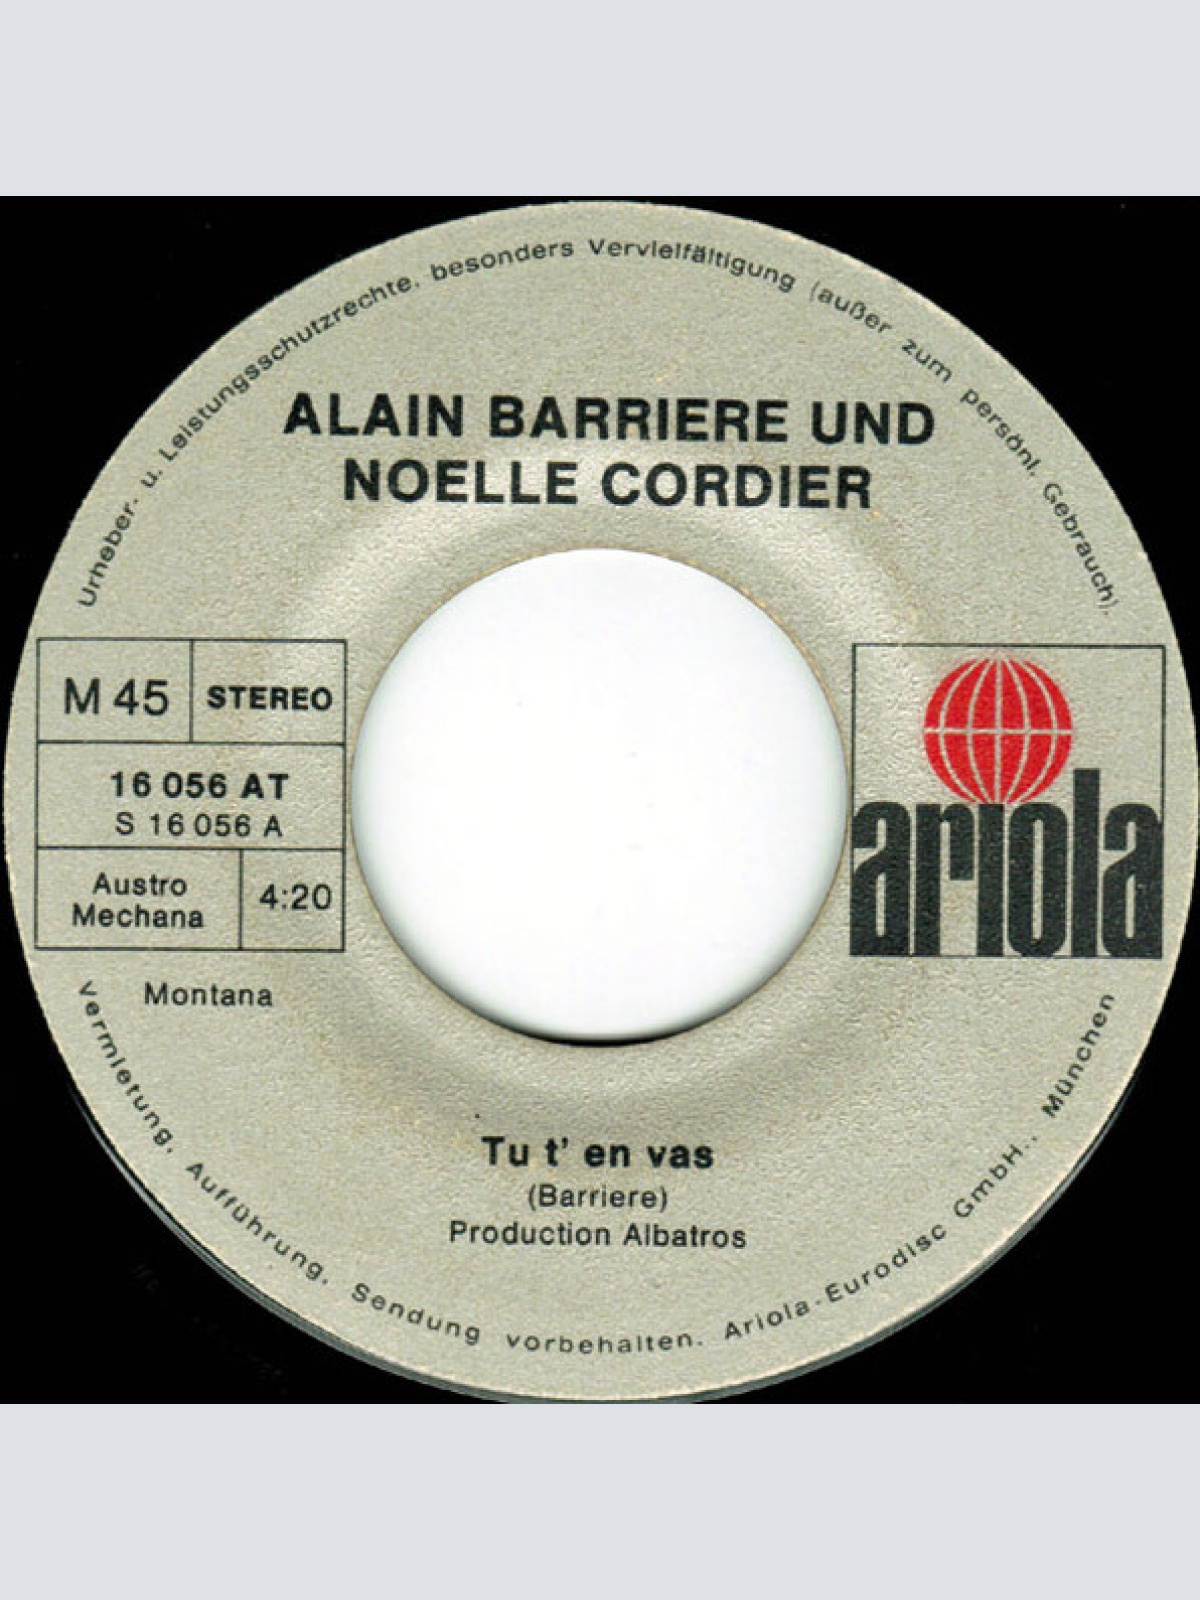 Urheber- u. Leistungsschutzrechte, besonders Vervielfältigung (außer zum persönl. Gebrauch),
ALAIN BARRIERE UND
NOELLE CORDIER
M 45
STEREO
16 056 AT
S 16 056 A
Austro
Mechana
4:20
Montana
ariola
Tu t' en vas
(Barriere)
Production Albatros
Vermietung, Aufführung, Sendung vorbehalten. Ariola-Eurodisc GmbH., München